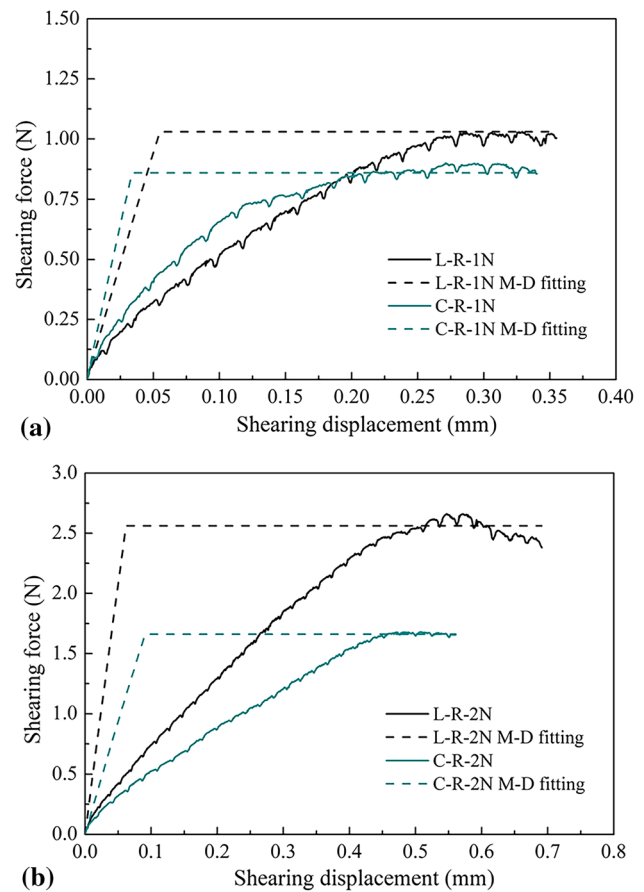 1.50
1.25
1.00
0.75
0.50
0.25
0.00
Shearing force (N)
L-R-1N
L-R-1N M-D fitting
C-R-1N
C-R-1N M-D fitting
0.00 0.05 0.10 0.15 0.20 0.25 0.30 0.35 0.40
Shearing displacement (mm)
(a)
3.0
2.5
2.0
1.5
1.0
0.5
0.0
Shearing force (N)
L-R-2N
L-R-2N M-D fitting
C-R-2N
C-R-2N M-D fitting
0.0 0.1 0.2 0.3 0.4 0.5 0.6 0.7 0.8
Shearing displacement (mm)
(b)